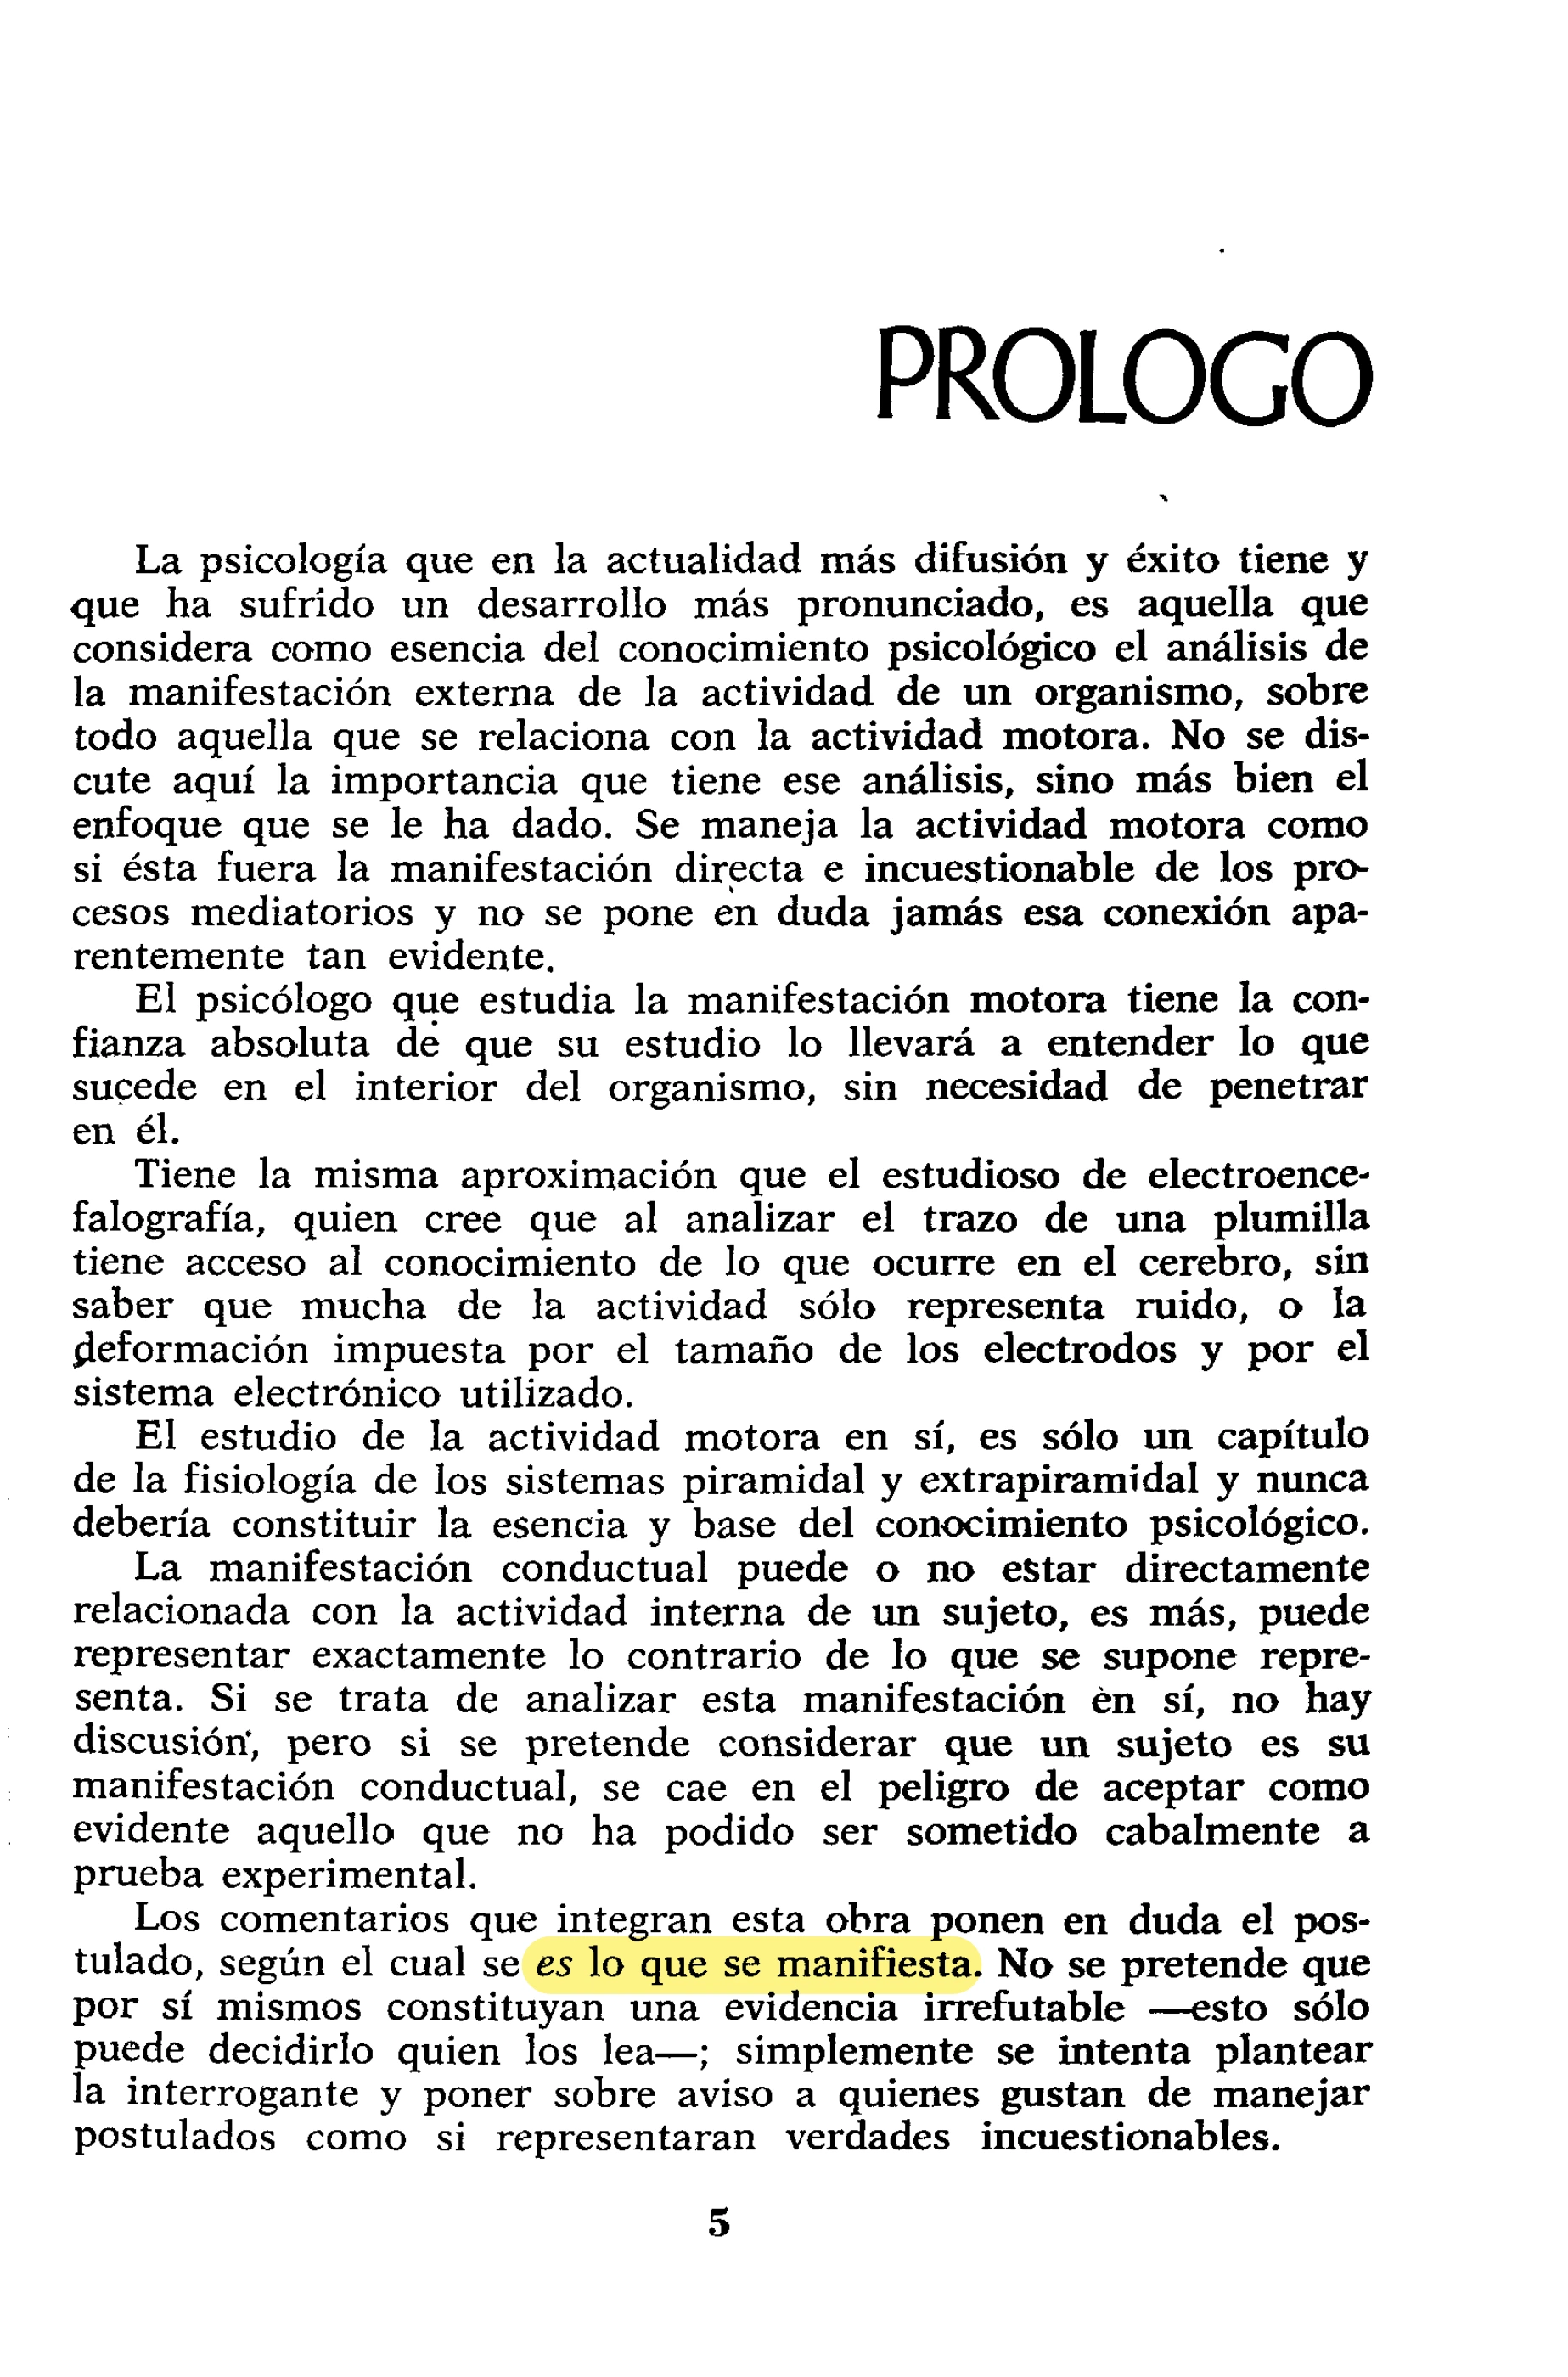 PROLOGO
La psicología que en la actualidad más difusión y éxito tiene y
que ha sufrido un desarrollo más pronunciado, es aquella que
considera como esencia del conocimiento psicológico el análisis de
la manifestación externa de la actividad de un organismo, sobre
todo aquella que se relaciona con la actividad motora. No se dis-
cute aquí la importancia que tiene ese análisis, sino más bien el
enfoque que se le ha dado. Se maneja la actividad motora como
si ésta fuera la manifestación directa e incuestionable de los pro-
cesos mediatorios y no se pone en duda jamás esa conexión apa-
rentemente tan evidente.
El psicólogo que estudia la manifestación motora tiene la con-
fianza absoluta de que su estudio lo llevará a entender lo que
sucede en el interior del organismo, sin necesidad de penetrar
en él.
Tiene la misma aproximación que el estudioso de electroence-
falografía, quien cree que al analizar el trazo de una plumilla
tiene acceso al conocimiento de lo que ocurre en el cerebro, sin
saber que mucha de la actividad sólo representa ruido, o la
deformación impuesta por el tamaño de los electrodos y por el
sistema electrónico utilizado.
El estudio de la actividad motora en sí, es sólo un capítulo
de la fisiología de los sistemas piramidal y extrapiramidal y nunca
debería constituir la esencia y base del conocimiento psicológico.
La manifestación conductual puede o no estar directamente
relacionada con la actividad interna de un sujeto, es más, puede
representar exactamente lo contrario de lo que se supone repre-
senta. Si se trata de analizar esta manifestación en sí, no hay
discusión, pero si se pretende considerar que un sujeto es su
manifestación conductual, se cae en el peligro de aceptar como
evidente aquello que no ha podido ser sometido cabalmente a
prueba experimental.
Los comentarios que integran esta obra ponen en duda el pos-
tulado, según el cual se es lo que se manifiesta. No se pretende que
por sí mismos constituyan una evidencia irrefutable —esto sólo
puede decidirlo quien los lea—; simplemente se intenta plantear
la interrogante y poner sobre aviso a quienes gustan de manejar
postulados como si representaran verdades incuestionables.
5